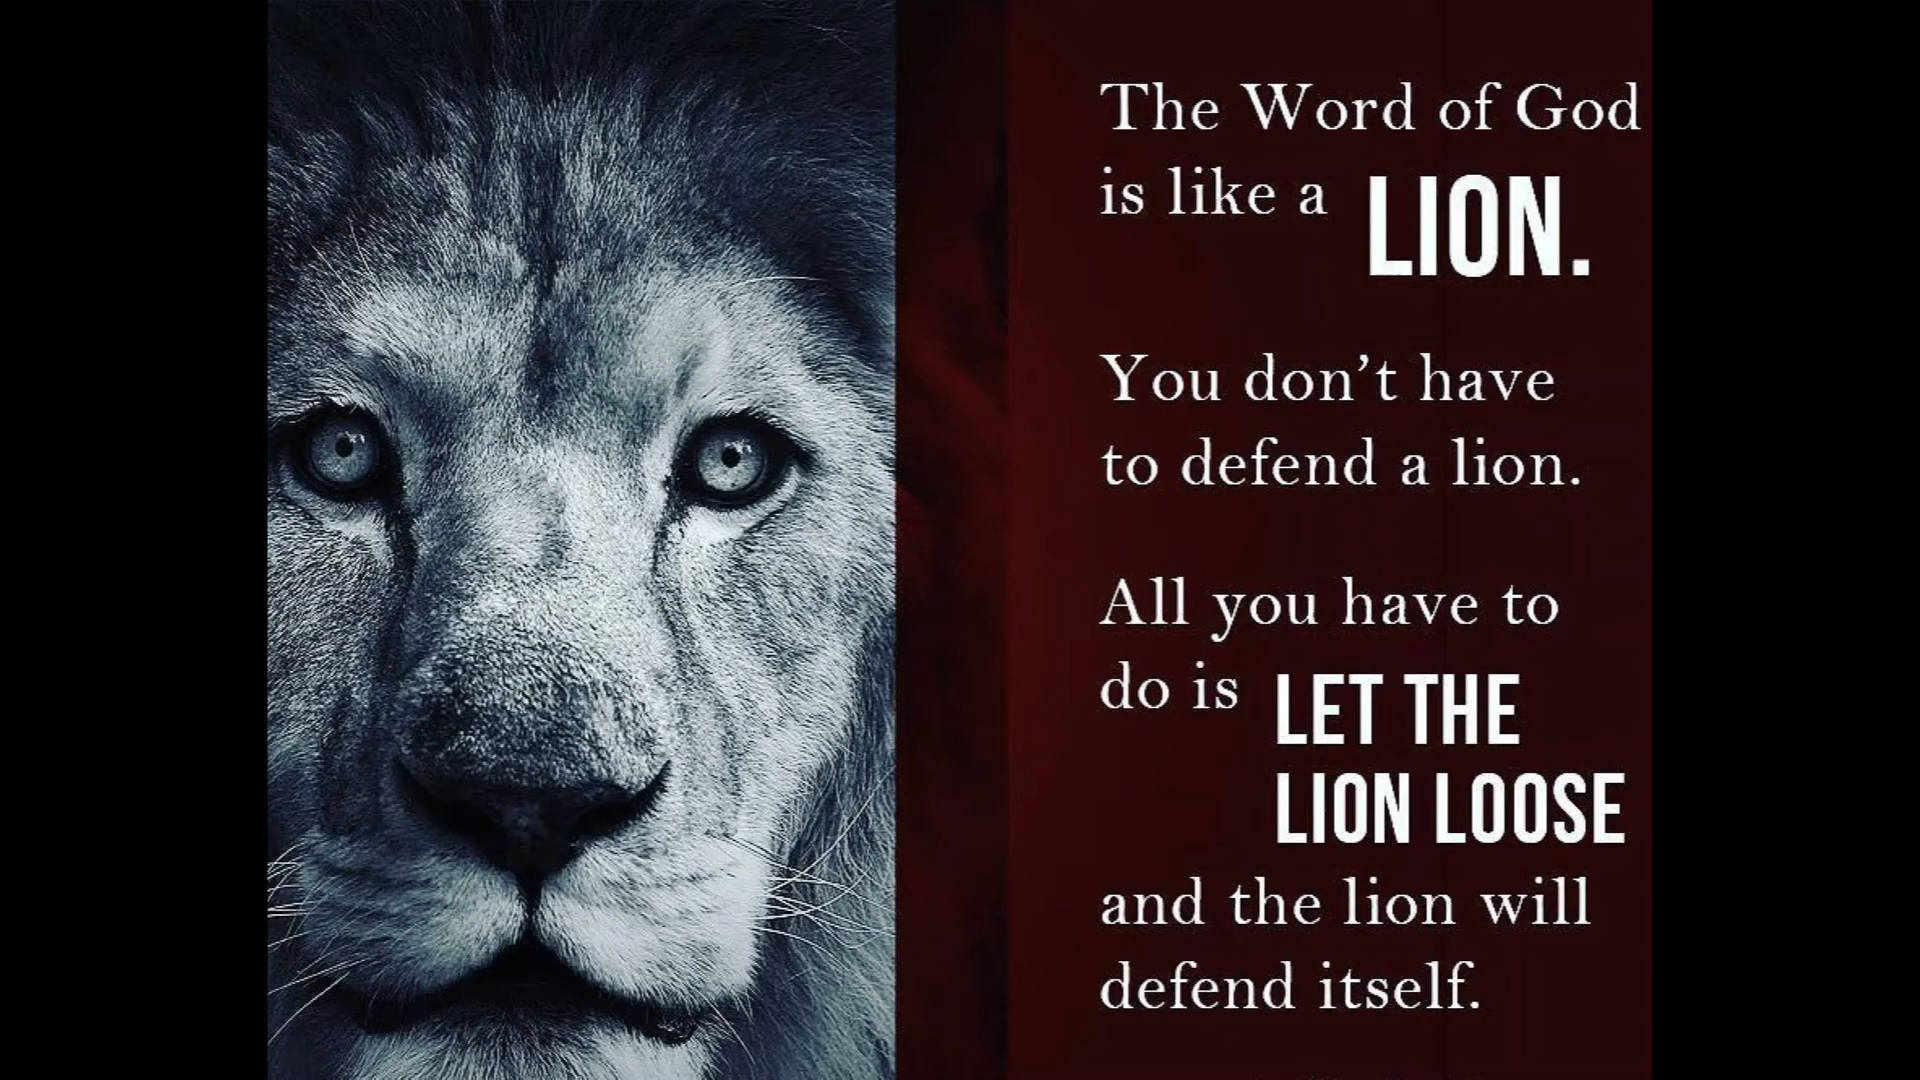 The Word of God
is like a LION.
You don’t have
to defend a lion.
All you have to
do is LET THE
LION LOOSE
and the lion will
defend itself.